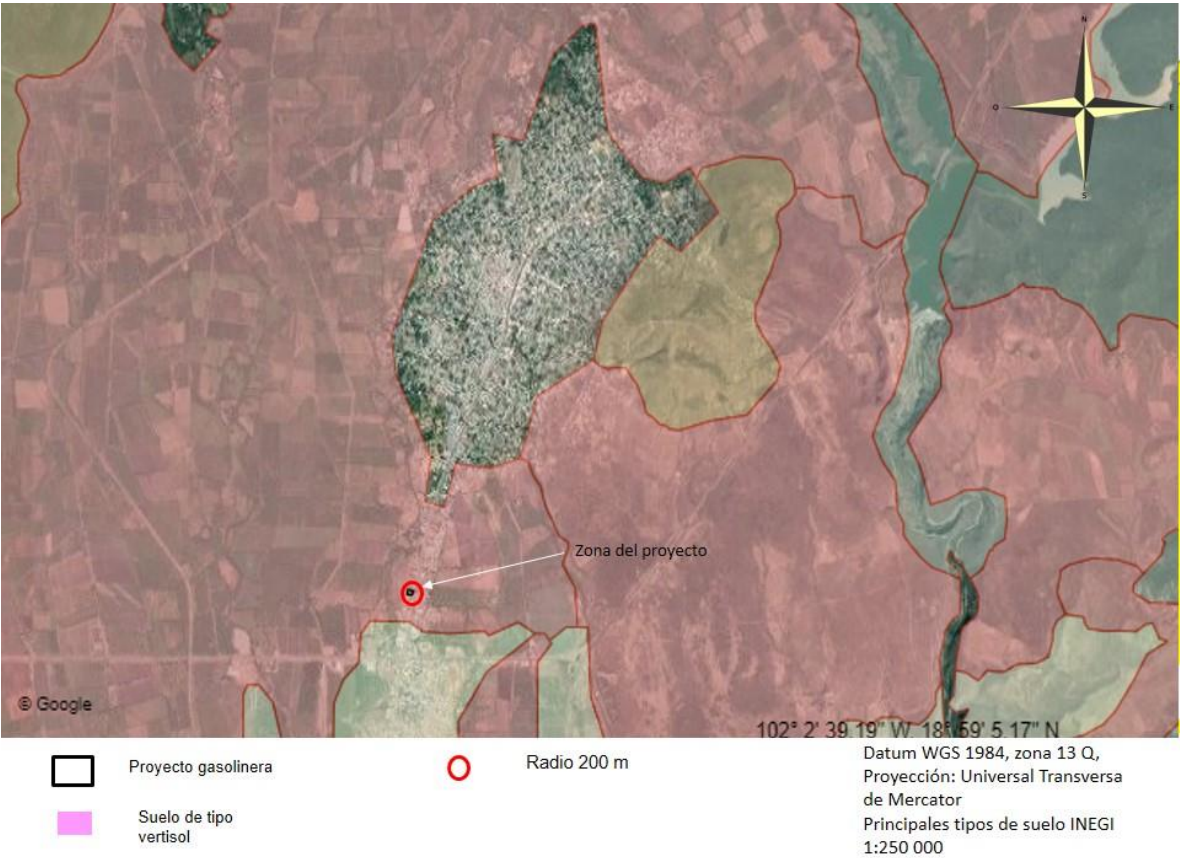 N
O
E
S
Zona del proyecto
© Google
102° 2' 39.19" W, 18° 59' 5.17" N
Proyecto gasolinera
Radio 200 m
Suelo de tipo
vertisol
Datum WGS 1984, zona 13 Q,
Proyección: Universal Transversa
de Mercator
Principales tipos de suelo INEGI
1:250 000